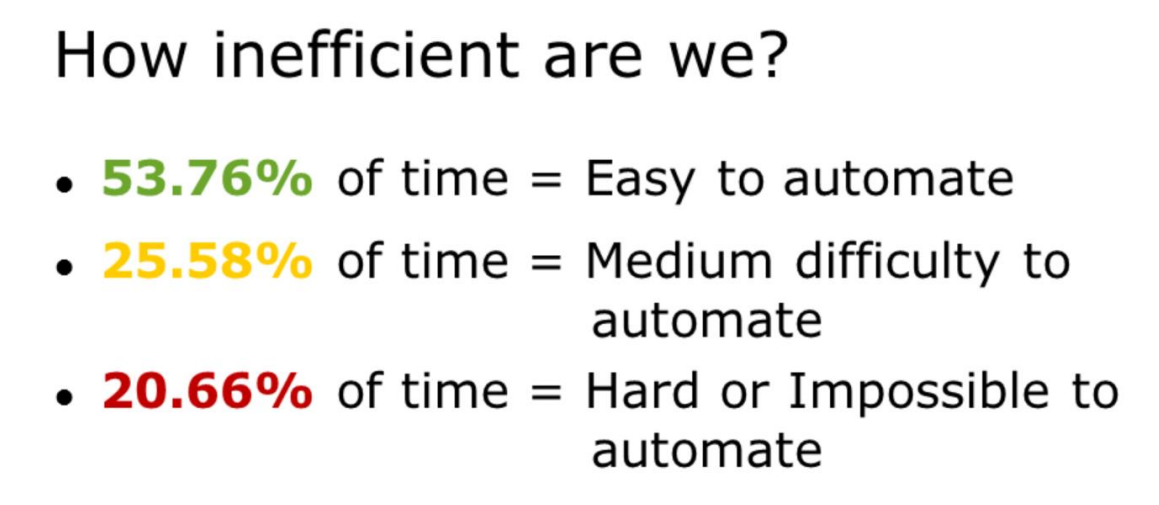 How inefficient are we?
• 53.76% of time = Easy to automate
• 25.58% of time = Medium difficulty to
automate
• 20.66% of time = Hard or Impossible to
automate